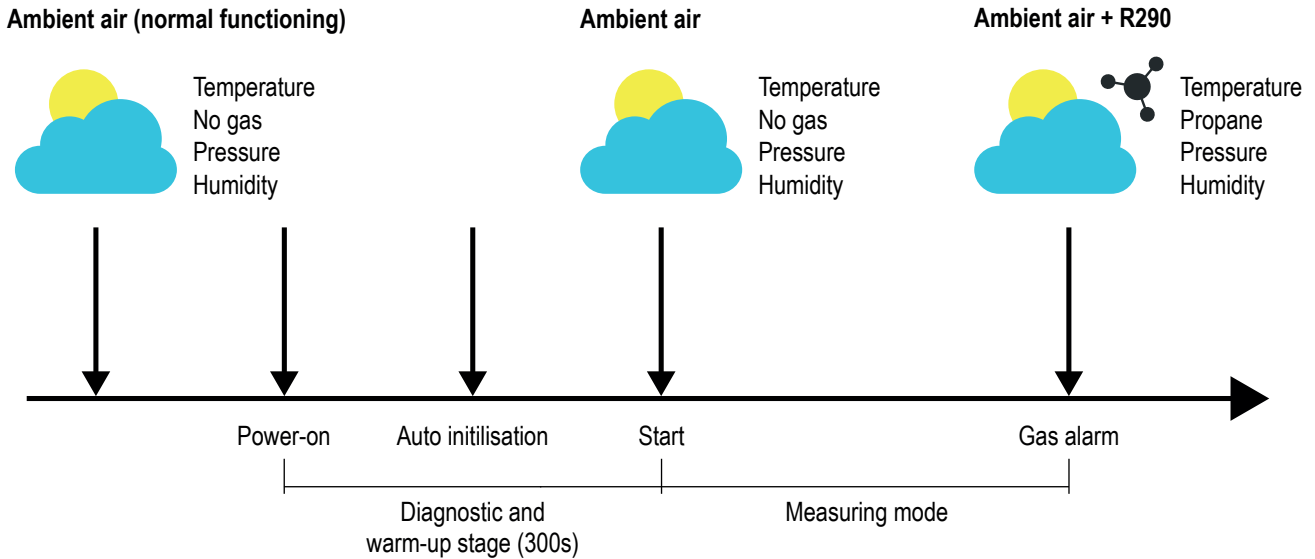 Ambient air (normal functioning)
Temperature
No gas
Pressure
Humidity
Ambient air
Temperature
No gas
Pressure
Humidity
Ambient air + R290
Temperature
Propane
Pressure
Humidity
Power-on
Auto initilisation
Start
Gas alarm
Diagnostic and
warm-up stage (300s)
Measuring mode